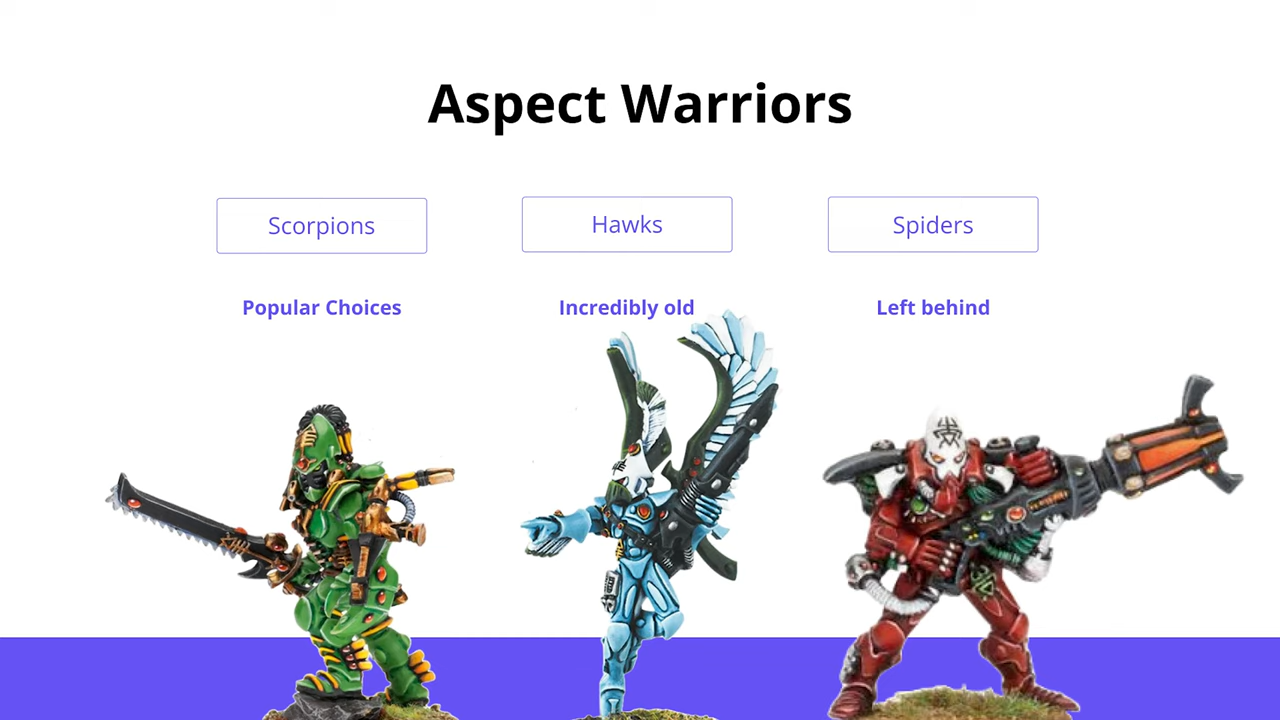 Aspect Warriors
Scorpions
Hawks
Spiders
Popular Choices
Incredibly old
Left behind